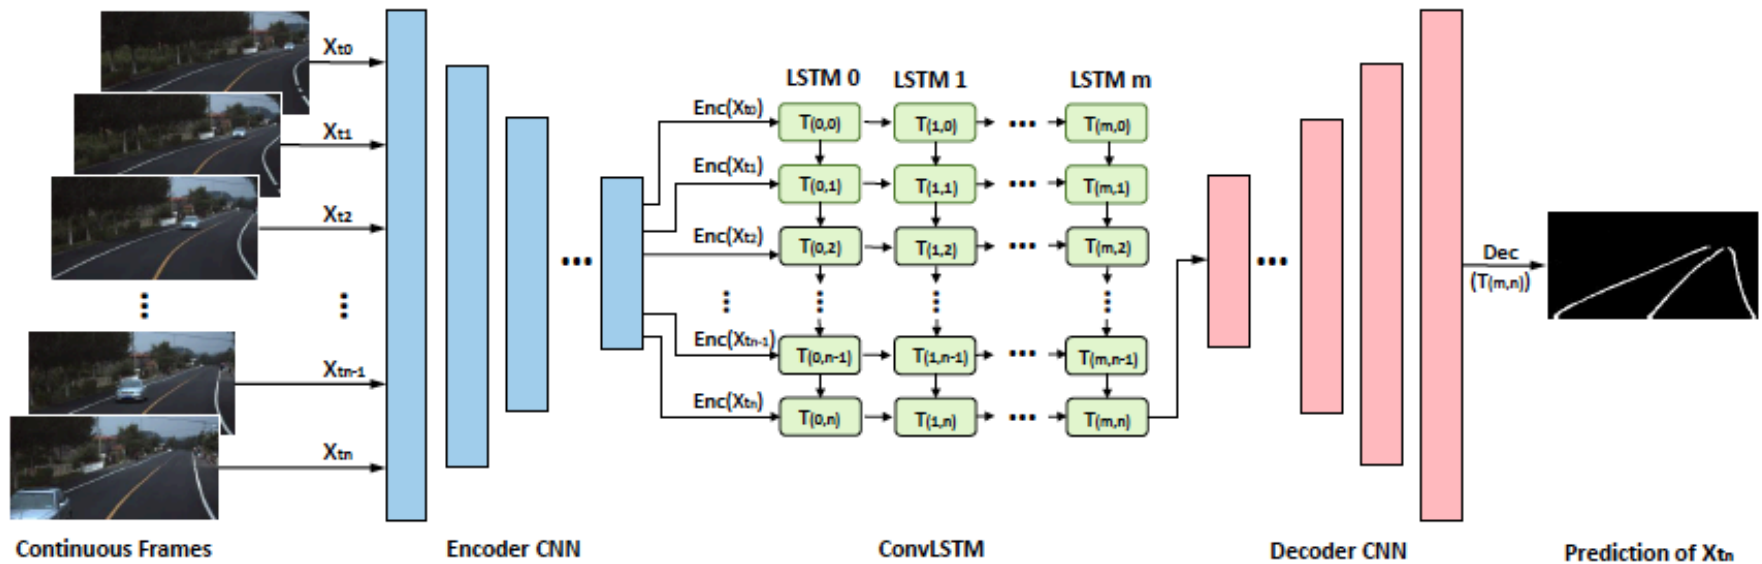 Xt0
Xt1
Xt2
Xtn-1
Xtn
Continuous Frames
Encoder CNN
Enc(Xt0)
Enc(Xt1)
Enc(Xt2)
Enc(Xtn-1)
Enc(Xtn)
LSTM 0 LSTM 1 LSTM m
T(0,0) T(1,0) ... T(m,0)
T(0,1) T(1,1) ... T(m,1)
T(0,2) T(1,2) ... T(m,2)
T(0,n-1) T(1,n-1) ... T(m,n-1)
T(0,n) T(1,n) ... T(m,n)
ConvLSTM
Decoder CNN
Dec
(T(m,n))
Prediction of Xtn